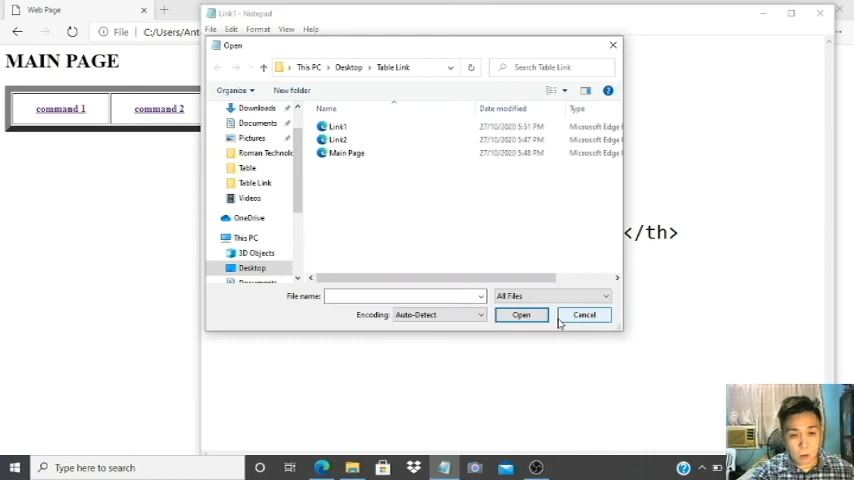 Web Page
File
C:/Users/Ant
MAIN PAGE
command 1
command 2
Link1 - Notepad
File Edit Format View Help
Open
This PC
Desktop
Table Link
Search Table Link
Organize
New folder
Downloads
Documents
Pictures
Roman Technolo
Table
Table Link
Videos
OneDrive
This PC
3D Objects
Desktop
Name
Date modified
Type
Link1
27/10/2020 5:51 PM
Microsoft Edge
Link2
27/10/2020 5:47 PM
Microsoft Edge
Main Page
27/10/2020 5:48 PM
Microsoft Edge
File name:
All Files
Encoding:
Auto-Detect
Open
Cancel
</th>
Type here to search